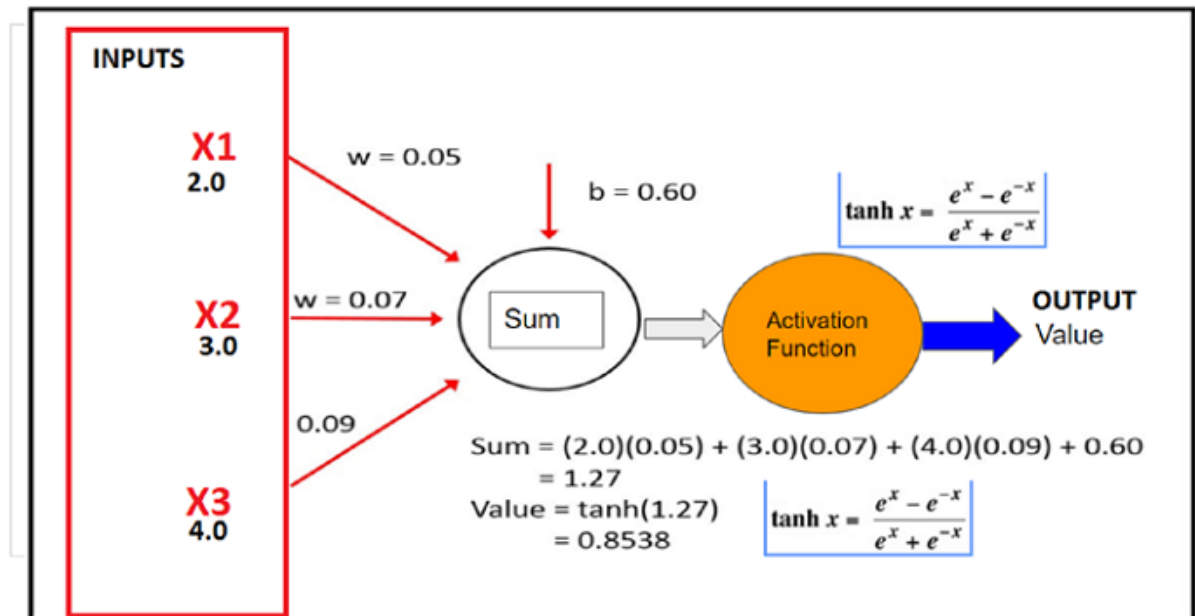 INPUTS
X1
2.0
w = 0.05
b = 0.60
tanh x = (e^x − e^−x) / (e^x + e^−x)
X2
3.0
w = 0.07
Sum
Activation
Function
OUTPUT
Value
X3
4.0
0.09
Sum = (2.0)(0.05) + (3.0)(0.07) + (4.0)(0.09) + 0.60
= 1.27
Value = tanh(1.27)
= 0.8538
tanh x = (e^x − e^−x) / (e^x + e^−x)